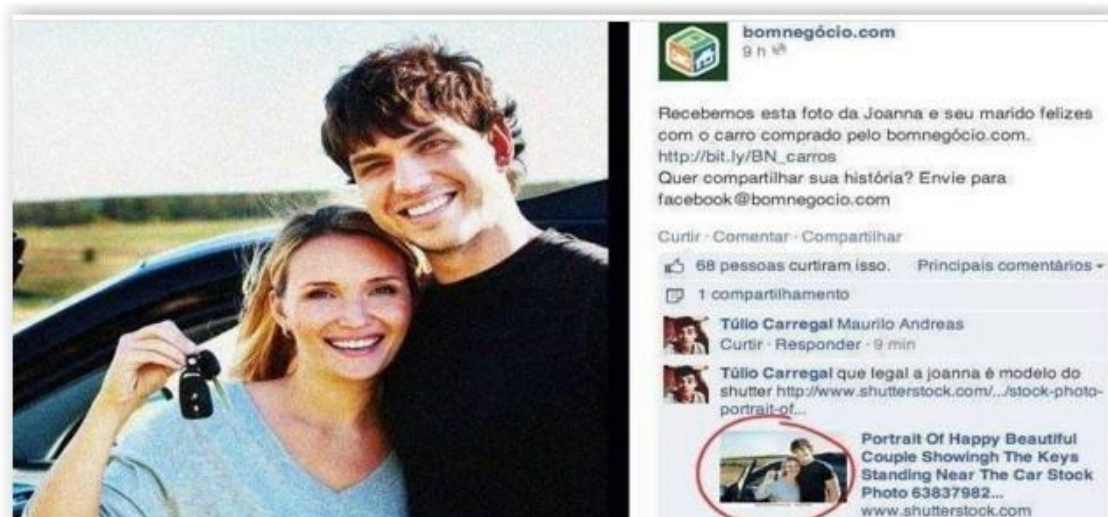 bomnegócio.com
9 h
Recebemos esta foto da Joanna e seu marido felizes
com o carro comprado pelo bomnegócio.com.
http://bit.ly/BN_carros
Quer compartilhar sua história? Envie para
facebook@bomnegocio.com
Curtir · Comentar · Compartilhar
68 pessoas curtiram isso. Principais comentários
1 compartilhamento
Túlio Carregal Maurilo Andreas
Curtir · Responder · 9 min
Túlio Carregal que legal a joanna é modelo do
shutter http://www.shutterstock.com/.../stock-photo-
portrait-of...
Portrait Of Happy Beautiful
Couple Showingh The Keys
Standing Near The Car Stock
Photo 63837982...
www.shutterstock.com